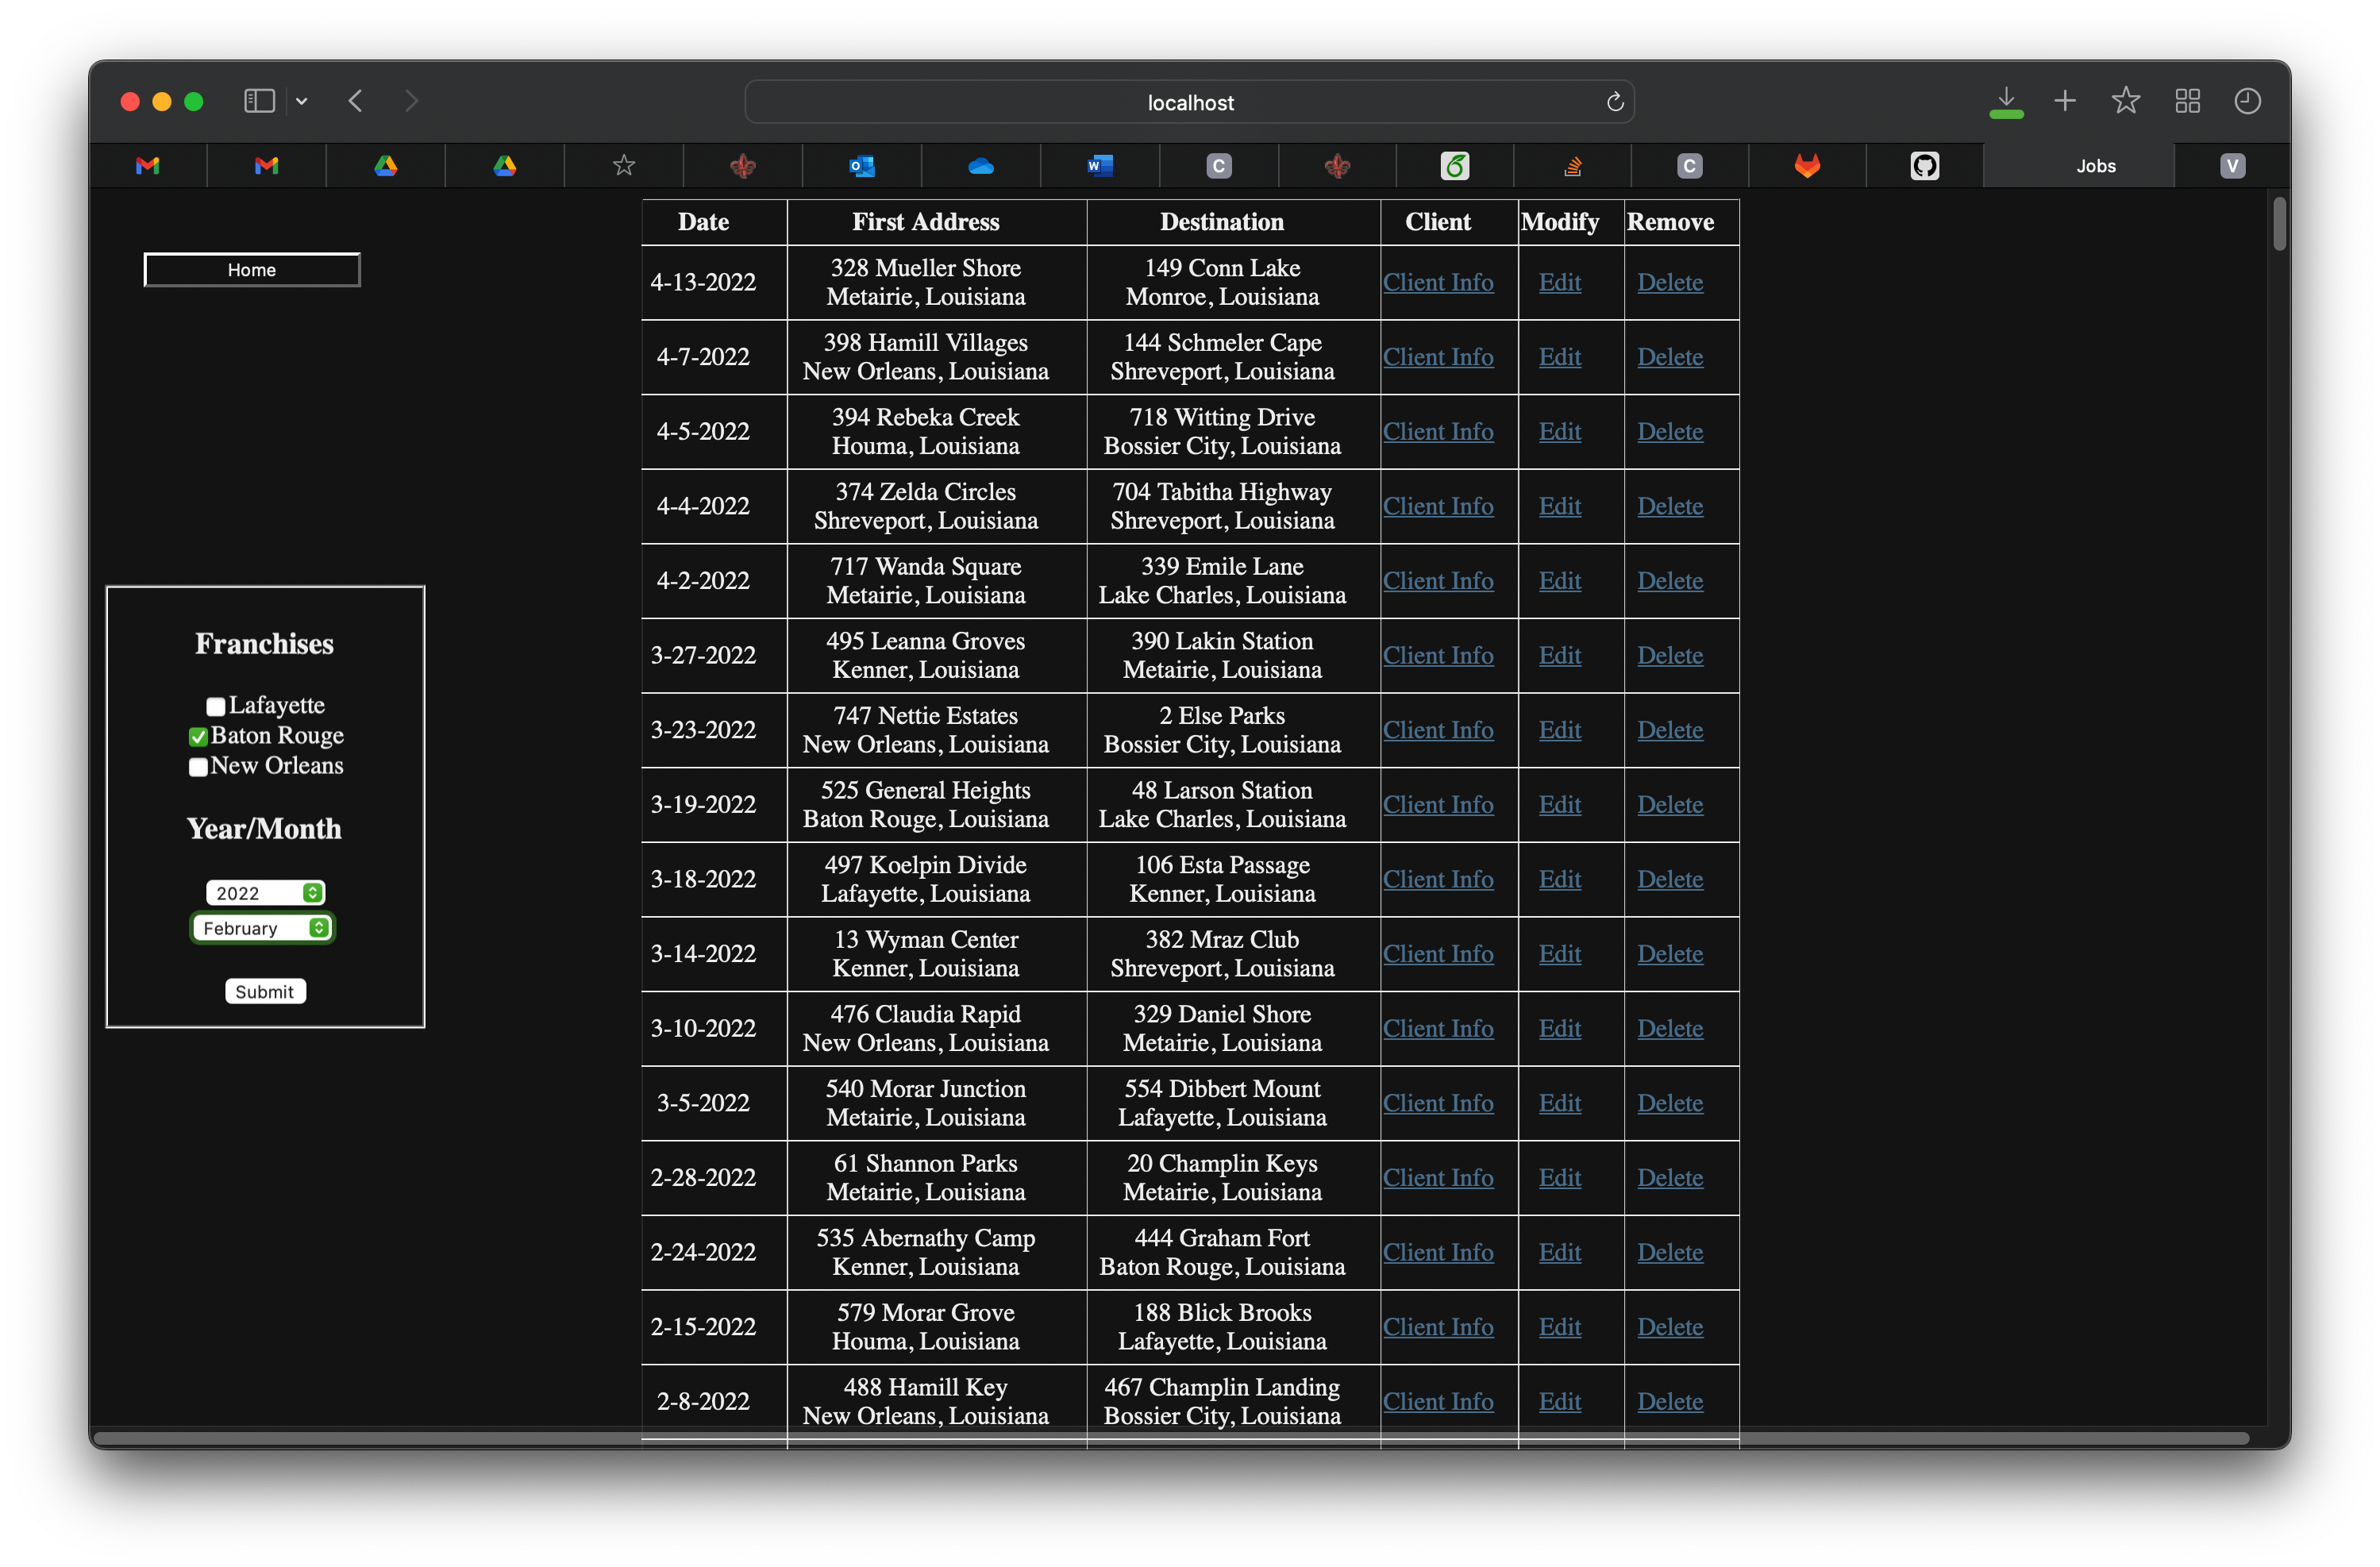 localhost
C
C
Jobs
V
Home
Franchises
Lafayette
Baton Rouge
New Orleans
Year/Month
2022
February
Submit
Date First Address Destination Client Modify Remove
4-13-2022 328 Mueller Shore 149 Conn Lake Client Info Edit Delete
Metairie, Louisiana Monroe, Louisiana
4-7-2022 398 Hamill Villages 144 Schmeler Cape Client Info Edit Delete
New Orleans, Louisiana Shreveport, Louisiana
4-5-2022 394 Rebeka Creek 718 Witting Drive Client Info Edit Delete
Houma, Louisiana Bossier City, Louisiana
4-4-2022 374 Zelda Circles 704 Tabitha Highway Client Info Edit Delete
Shreveport, Louisiana Shreveport, Louisiana
4-2-2022 717 Wanda Square 339 Emile Lane Client Info Edit Delete
Metairie, Louisiana Lake Charles, Louisiana
3-27-2022 495 Leanna Groves 390 Lakin Station Client Info Edit Delete
Kenner, Louisiana Metairie, Louisiana
3-23-2022 747 Nettie Estates 2 Else Parks Client Info Edit Delete
New Orleans, Louisiana Bossier City, Louisiana
3-19-2022 525 General Heights 48 Larson Station Client Info Edit Delete
Baton Rouge, Louisiana Lake Charles, Louisiana
3-18-2022 497 Koelpin Divide 106 Esta Passage Client Info Edit Delete
Lafayette, Louisiana Kenner, Louisiana
3-14-2022 13 Wyman Center 382 Mraz Club Client Info Edit Delete
Kenner, Louisiana Shreveport, Louisiana
3-10-2022 476 Claudia Rapid 329 Daniel Shore Client Info Edit Delete
New Orleans, Louisiana Metairie, Louisiana
3-5-2022 540 Morar Junction 554 Dibbert Mount Client Info Edit Delete
Metairie, Louisiana Lafayette, Louisiana
2-28-2022 61 Shannon Parks 20 Champlin Keys Client Info Edit Delete
Metairie, Louisiana Metairie, Louisiana
2-24-2022 535 Abernathy Camp 444 Graham Fort Client Info Edit Delete
Kenner, Louisiana Baton Rouge, Louisiana
2-15-2022 579 Morar Grove 188 Blick Brooks Client Info Edit Delete
Houma, Louisiana Lafayette, Louisiana
2-8-2022 488 Hamill Key 467 Champlin Landing Client Info Edit Delete
New Orleans, Louisiana Bossier City, Louisiana